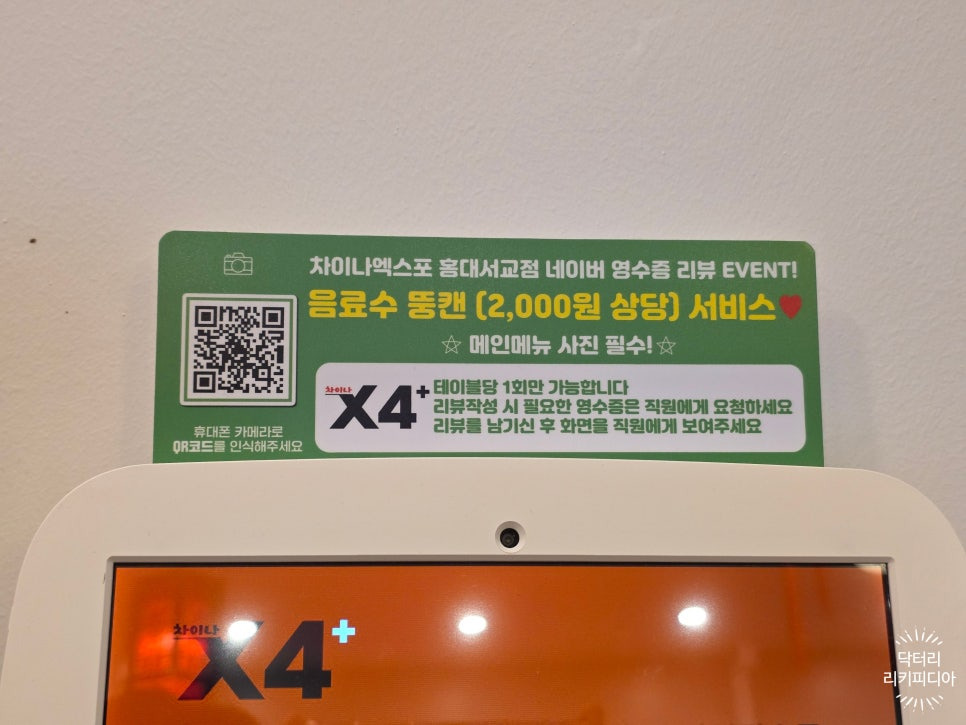 차이나엑스포 홍대서교점 네이버 영수증 리뷰 EVENT!
음료수 뚱캔 (2,000원 상당) 서비스♥
☆ 메인메뉴 사진 필수! ☆
차이나
X4+
테이블당 1회만 가능합니다
리뷰작성 시 필요한 영수증은 직원에게 요청하세요
리뷰를 남기신 후 화면을 직원에게 보여주세요
휴대폰 카메라로
QR코드를 인식해주세요
차이나
X4+
닥터리
리키피디아